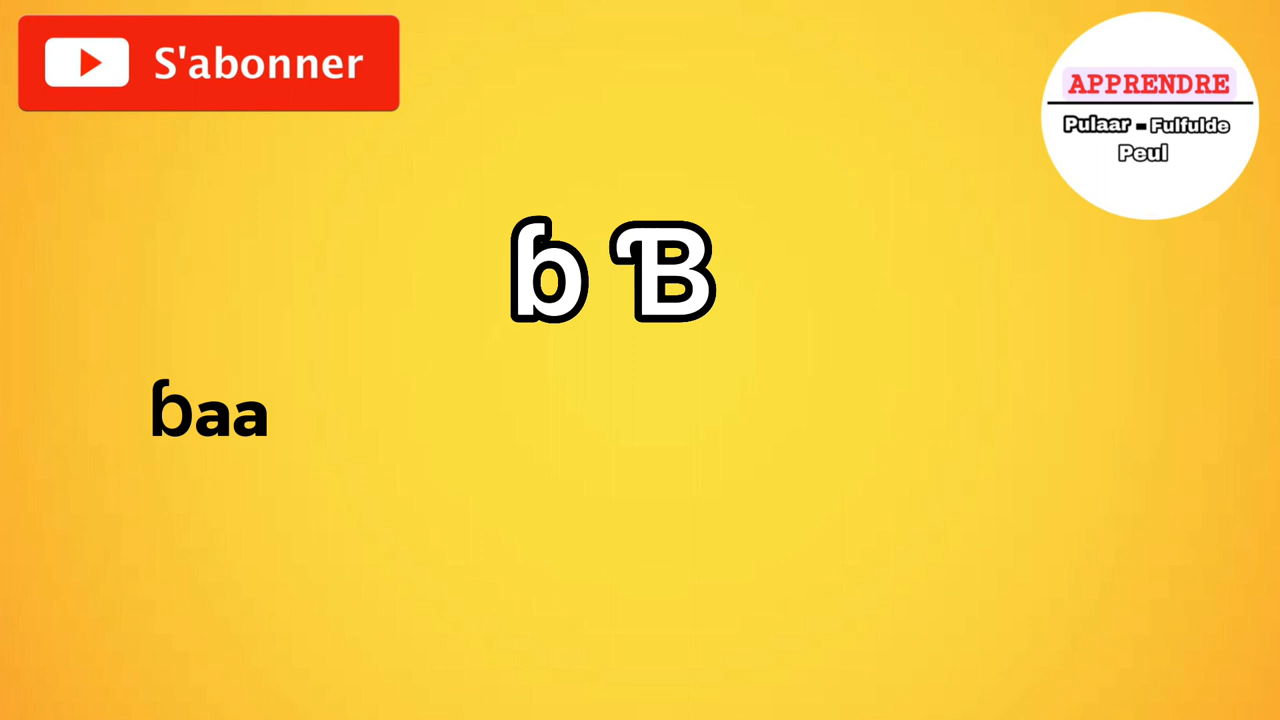 S'abonner
APPRENDRE
Pulaar - Fulfulde
Peul
ɓ Ɓ
ɓaa